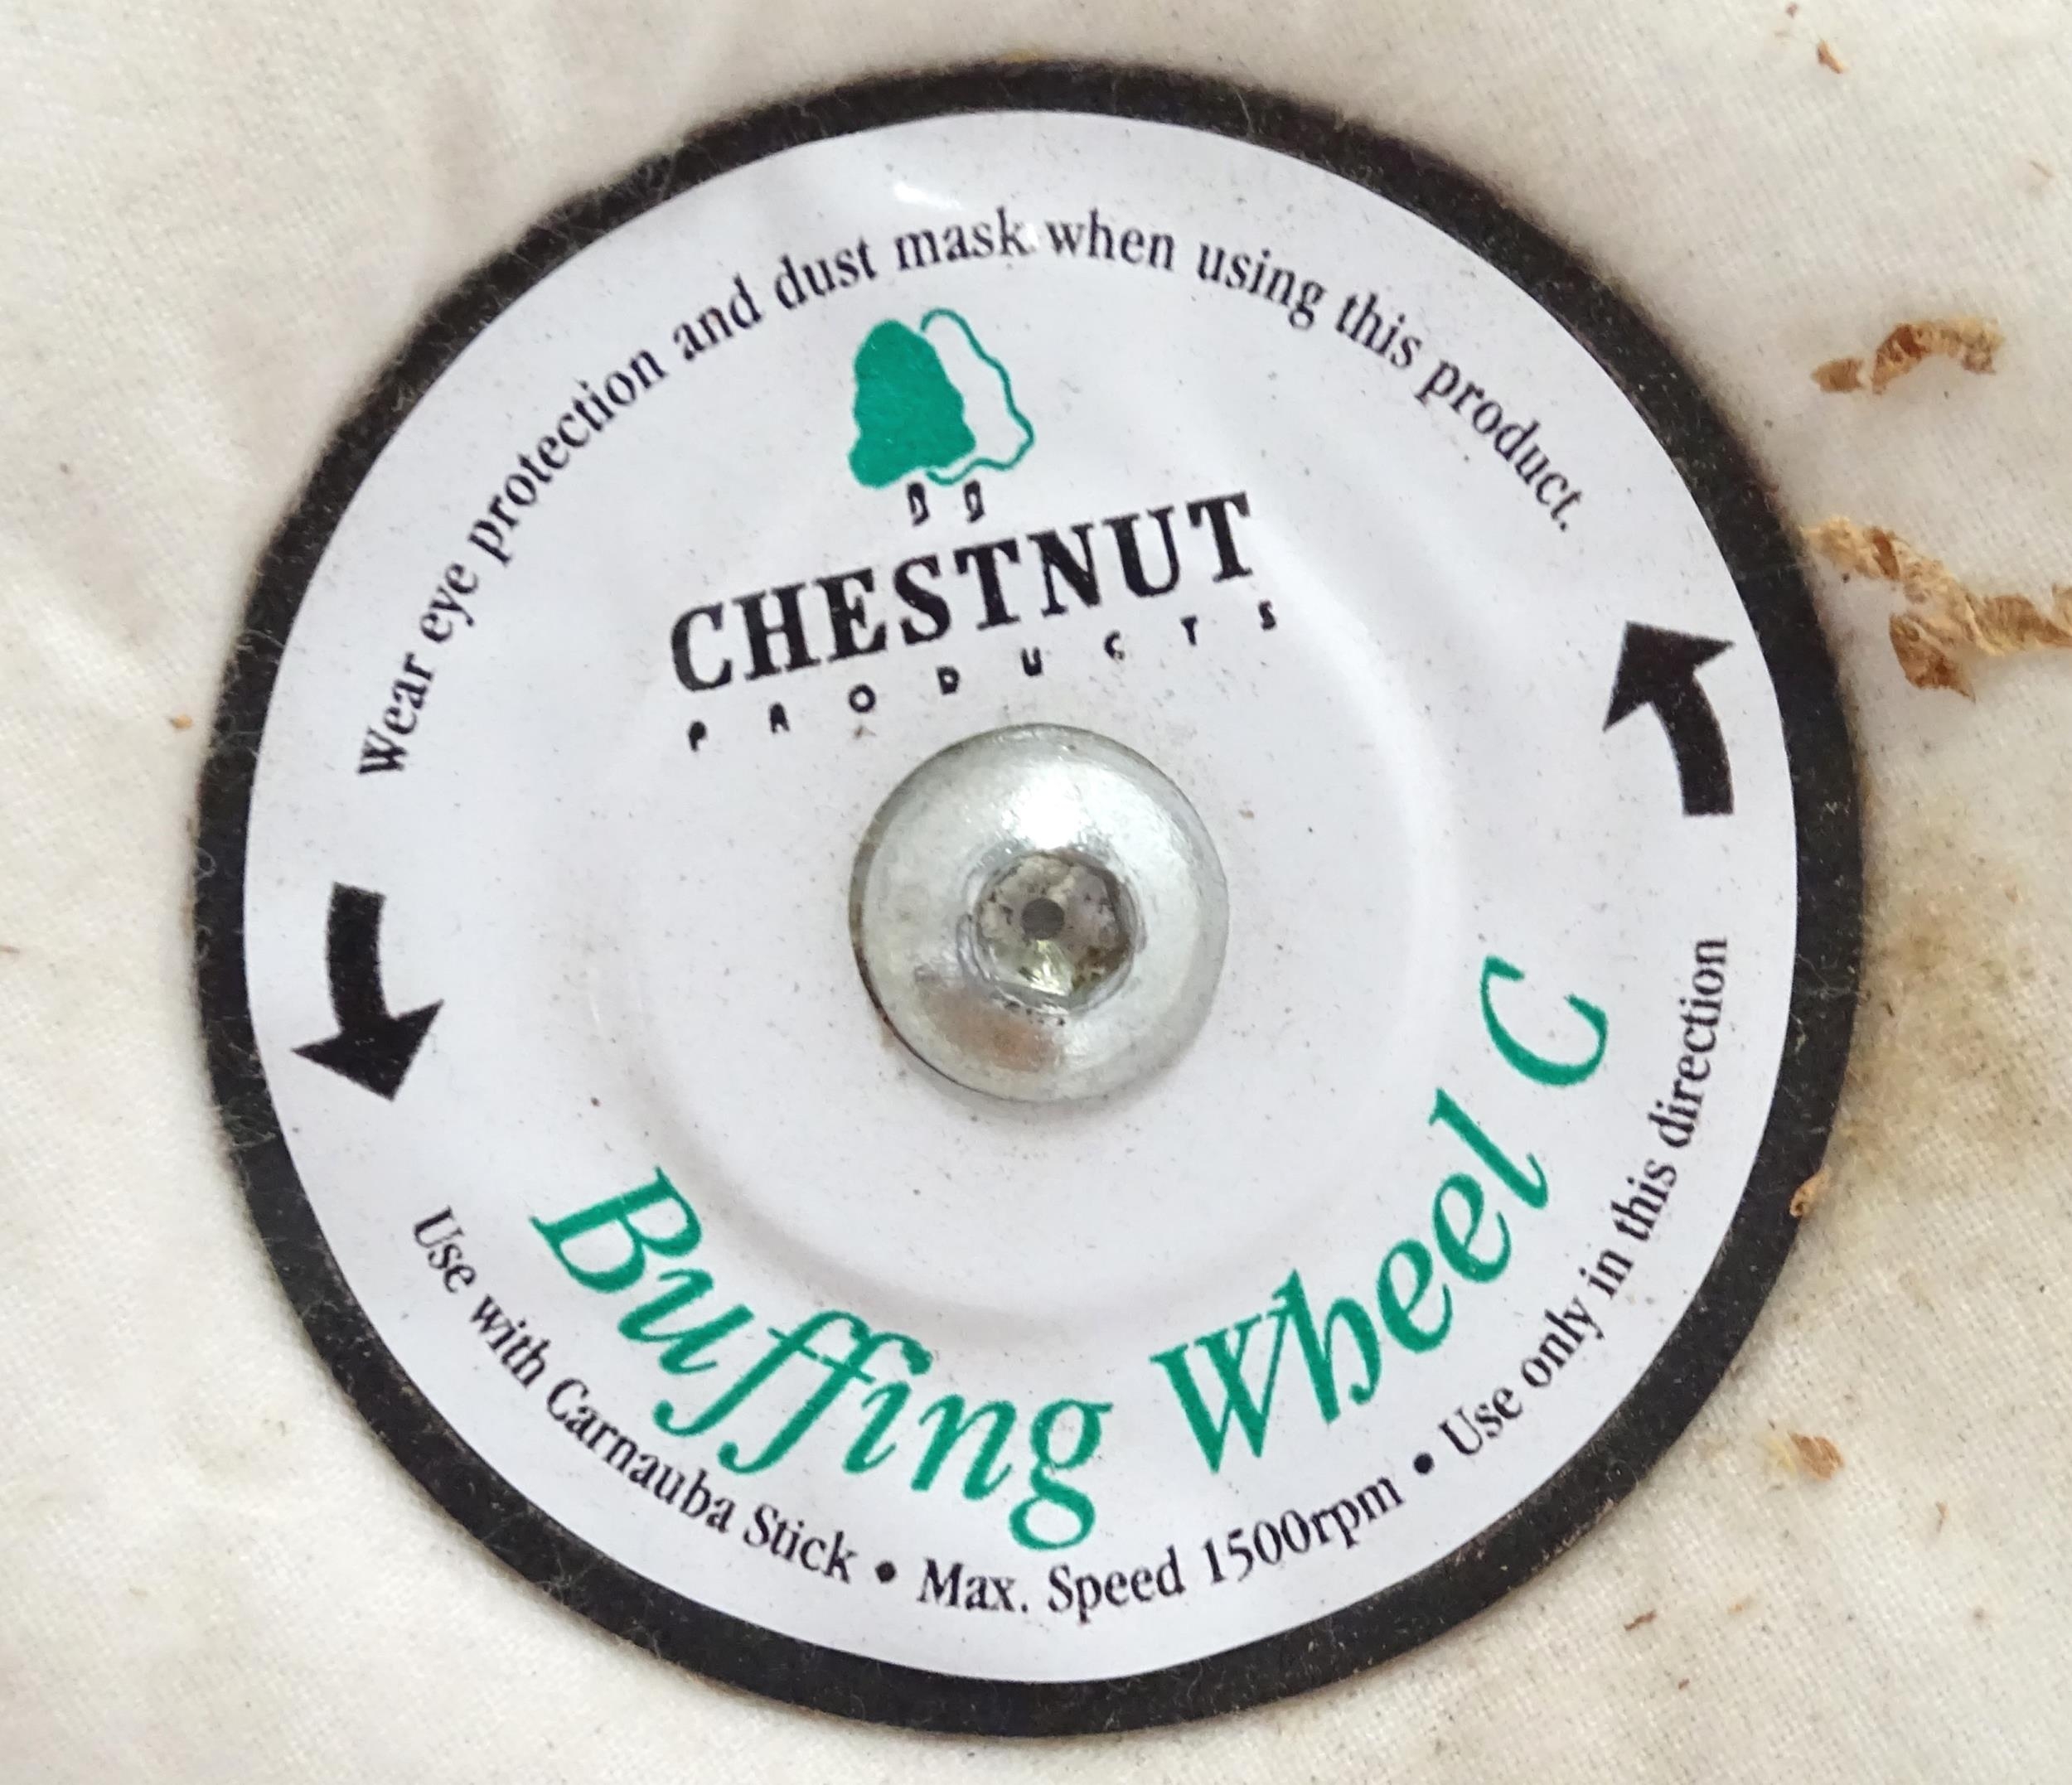 Wear eye protection and dust mask when using this product.
CHESTNUT
PRODUCTS
Buffing Wheel C
Use with Carnauba Stick • Max. Speed 1500rpm • Use only in this direction